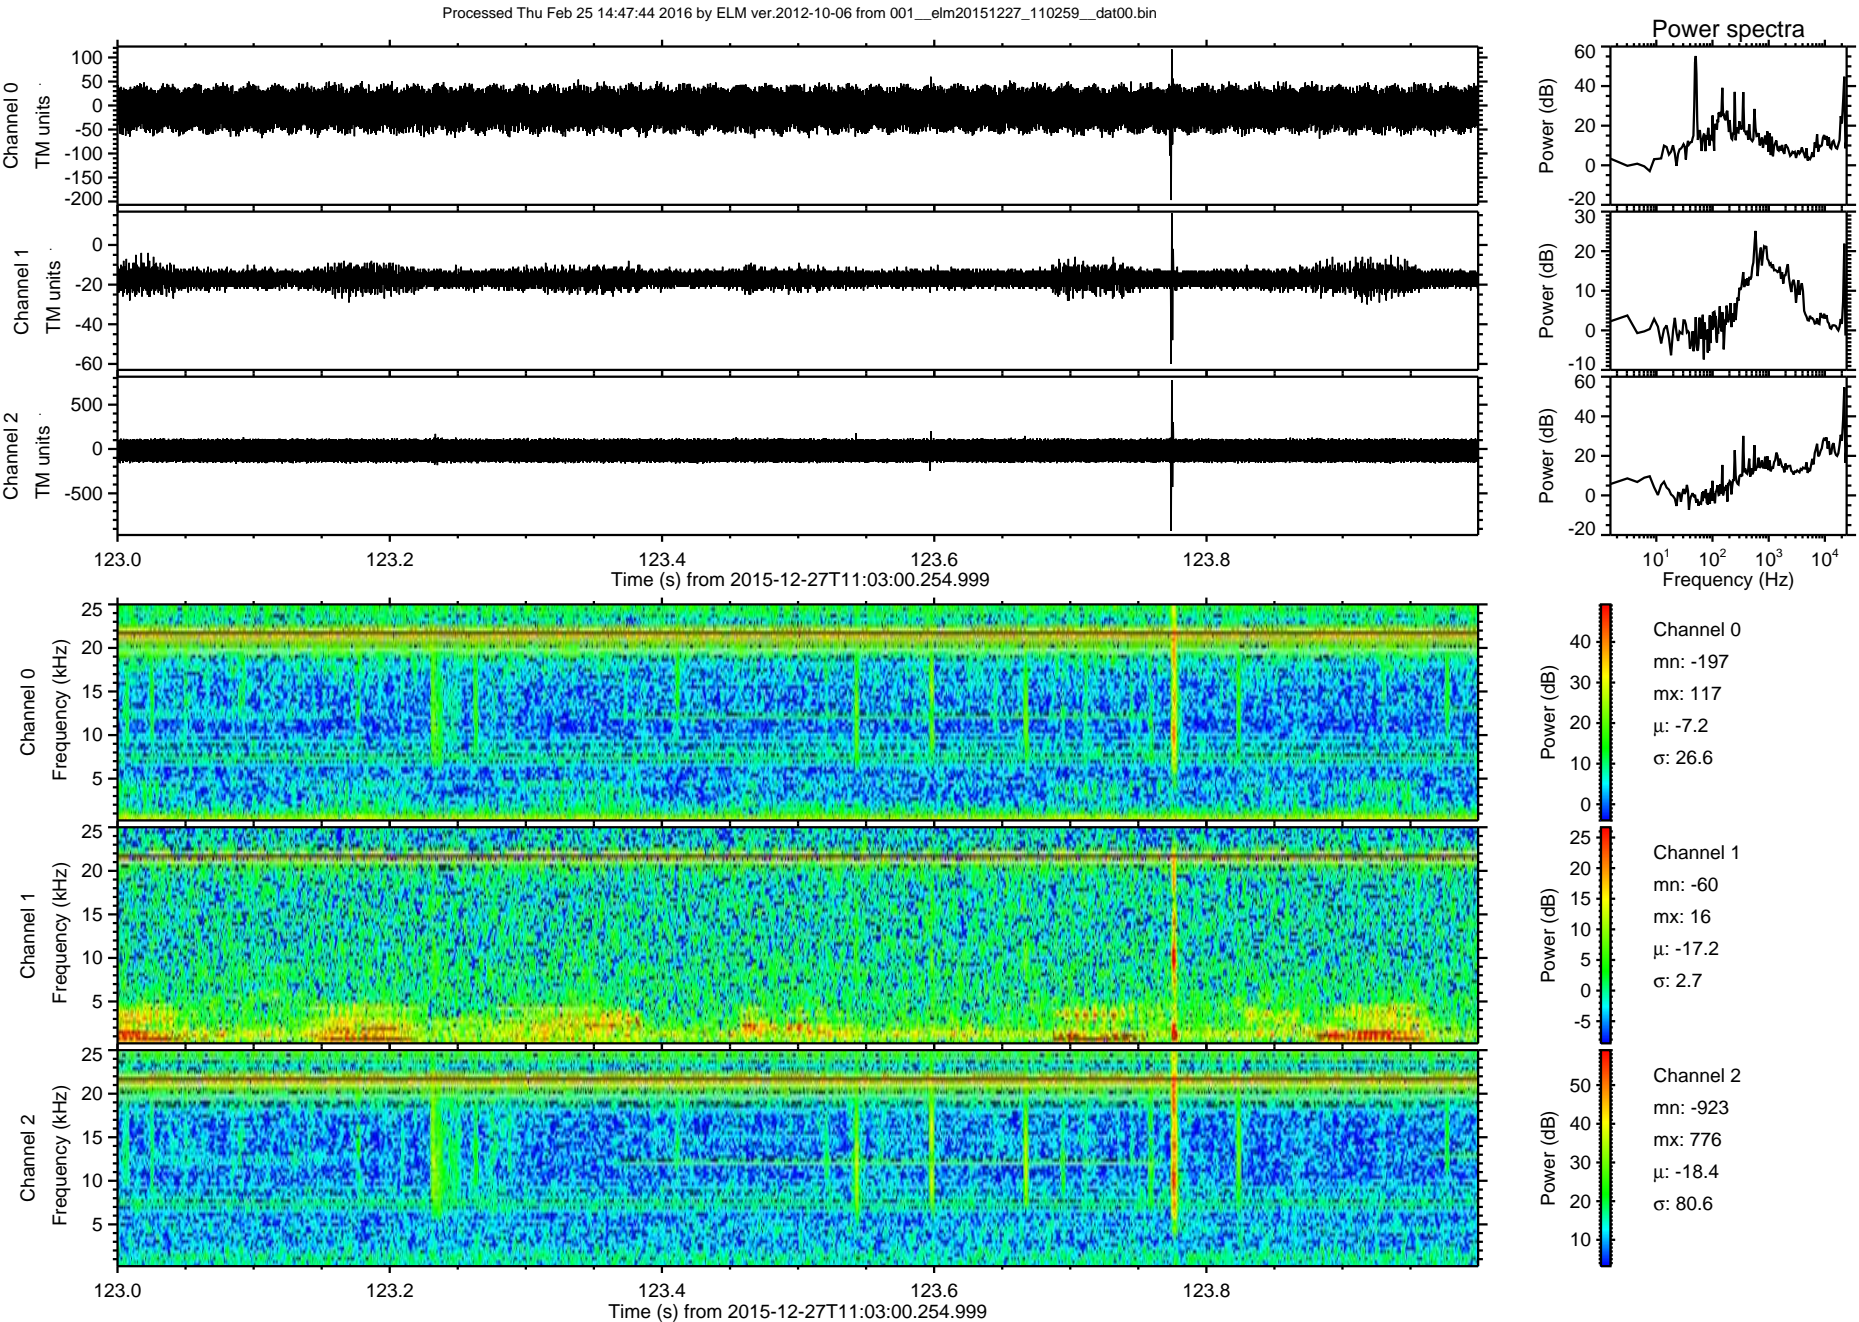 Processed Thu Feb 25 14:47:44 2016 by ELM ver.2012-10-06 from 001__elm20151227_110259__dat00.bin
Power spectra
Channel 0
TM units
100
50
0
-50
-100
-150
-200
Power (dB)
60
40
20
0
-20
Channel 1
TM units
0
-20
-40
-60
Power (dB)
30
20
10
0
-10
Channel 2
TM units
500
0
-500
Power (dB)
60
40
20
0
-20
123.0 123.2 123.4 123.6 123.8
Time (s) from 2015-12-27T11:03:00.254.999
10^1 10^2 10^3 10^4
Frequency (Hz)
Channel 0
Frequency (kHz)
25
20
15
10
5
Power (dB)
40
30
20
10
0
Channel 0
mn: -197
mx: 117
μ: -7.2
σ: 26.6
Channel 1
Frequency (kHz)
25
20
15
10
5
Power (dB)
25
20
15
10
5
0
-5
Channel 1
mn: -60
mx: 16
μ: -17.2
σ: 2.7
Channel 2
Frequency (kHz)
25
20
15
10
5
Power (dB)
50
40
30
20
10
Channel 2
mn: -923
mx: 776
μ: -18.4
σ: 80.6
123.0 123.2 123.4 123.6 123.8
Time (s) from 2015-12-27T11:03:00.254.999